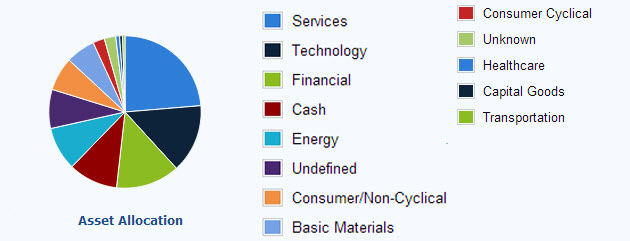 Services
Technology
Financial
Cash
Energy
Undefined
Consumer/Non-Cyclical
Basic Materials
Consumer Cyclical
Unknown
Healthcare
Capital Goods
Transportation
Asset Allocation